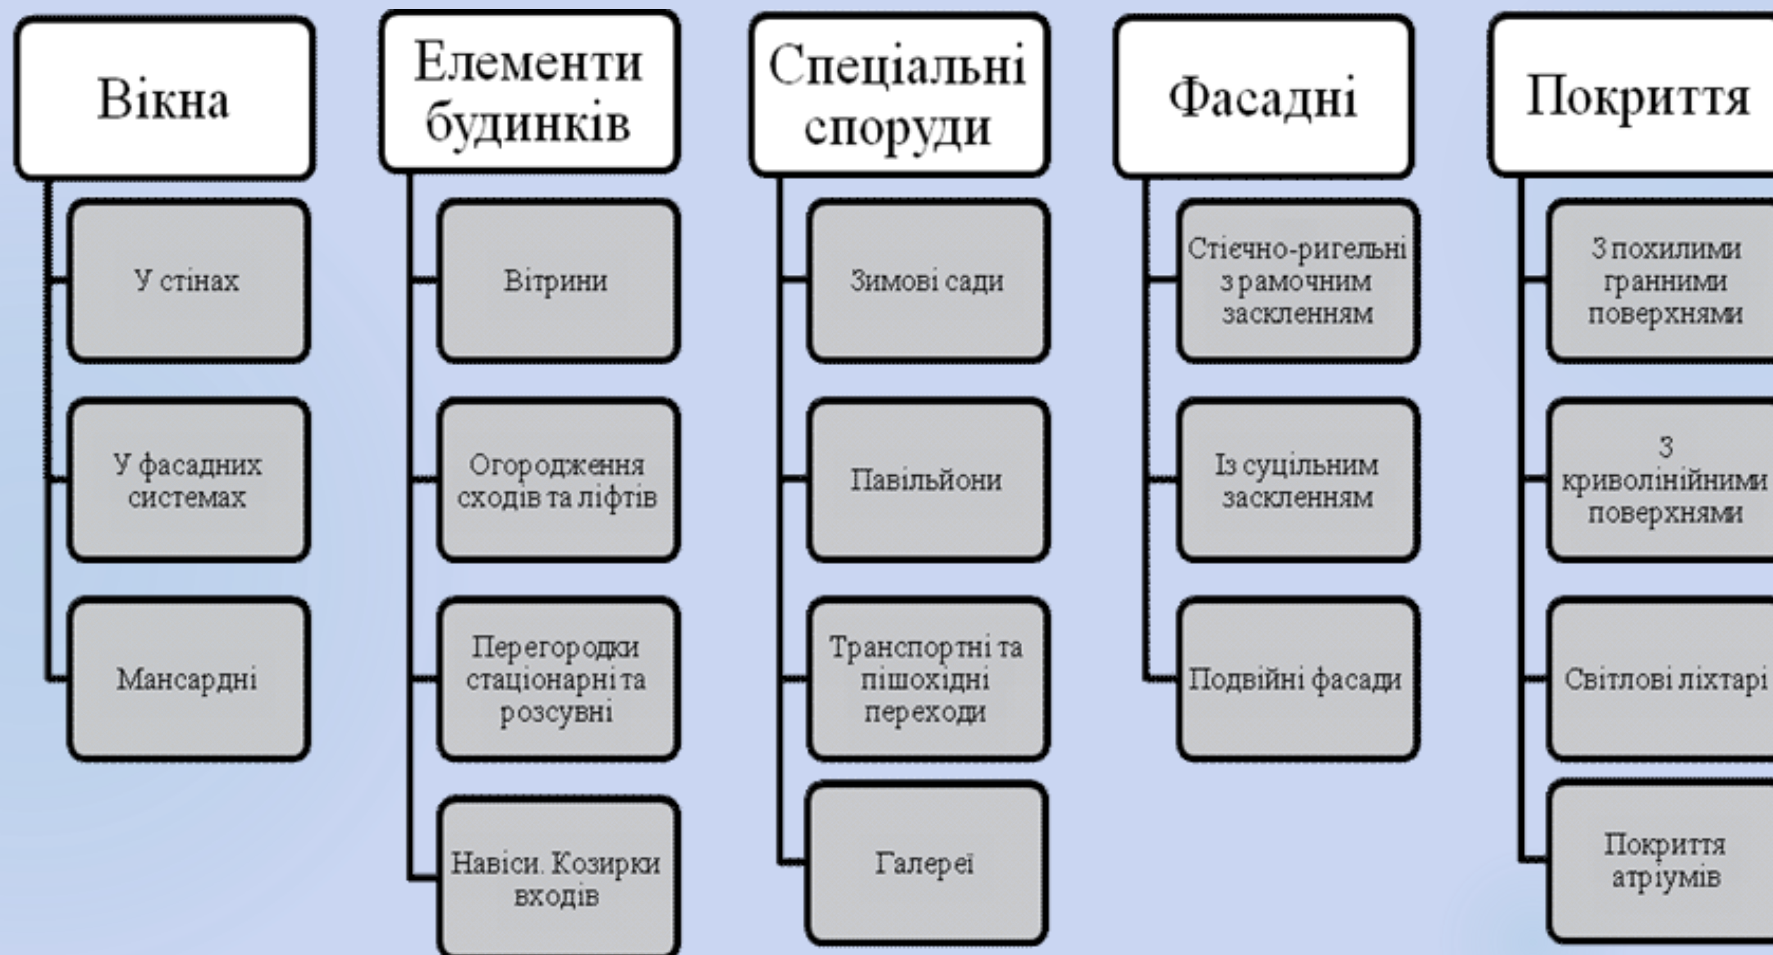 Вікна
У стінах
У фасадних
системах
Мансардні
Елементи
будинків
Вітрини
Огородження
сходів та ліфтів
Перегородки
стаціонарні та
розсувні
Навіси. Козирки
входів
Спеціальні
споруди
Зимові сади
Павільйони
Транспортні та
пішохідні
переходи
Галереї
Фасадні
Стієчно-ригельні
з рамочним
заскленням
Із суцільним
заскленням
Подвійні фасади
Покриття
З похилими
гранними
поверхнями
З
криволінійними
поверхнями
Світлові ліхтарі
Покриття
атріумів